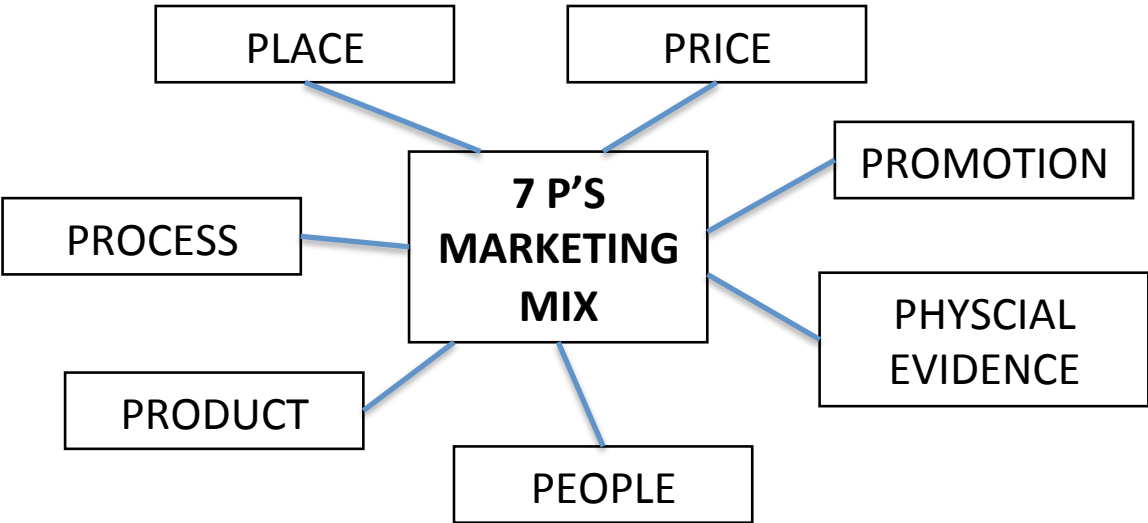 PLACE
PRICE
PROMOTION
7 P’S
MARKETING
MIX
PROCESS
PHYSCIAL
EVIDENCE
PRODUCT
PEOPLE